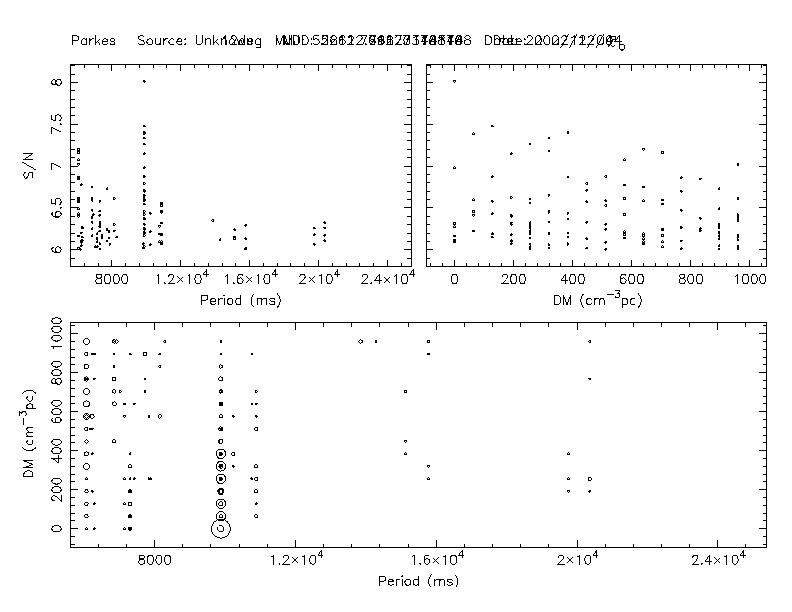 Parkes Source: Unknown
8
7.5
7
6.5
6
S/N
8000 1.2×10⁴ 1.6×10⁴ 2×10⁴ 2.4×10⁴
Period (ms)
0 200 400 600 800 1000
DM (cm⁻³pc)
1000
800
600
400
200
0
DM (cm⁻³pc)
8000 1.2×10⁴ 1.6×10⁴ 2×10⁴ 2.4×10⁴
Period (ms)